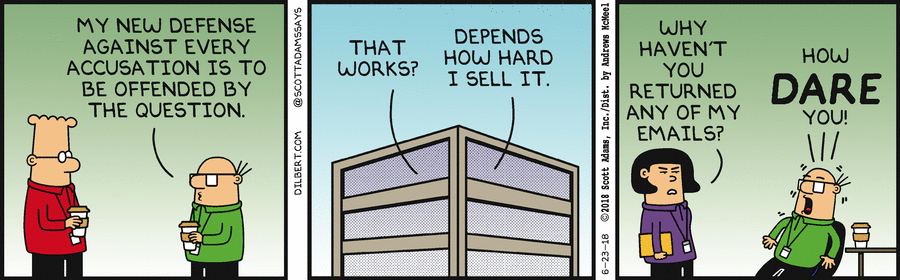 MY NEW DEFENSE
AGAINST EVERY
ACCUSATION IS TO
BE OFFENDED BY
THE QUESTION.
DILBERT.COM @SCOTTADAMSSAYS
THAT
WORKS?
DEPENDS
HOW HARD
I SELL IT.
6-23-18 ©2018 Scott Adams, Inc./Dist. by Andrews McMeel
WHY
HAVEN'T
YOU
RETURNED
ANY OF MY
EMAILS?
HOW
DARE
YOU!